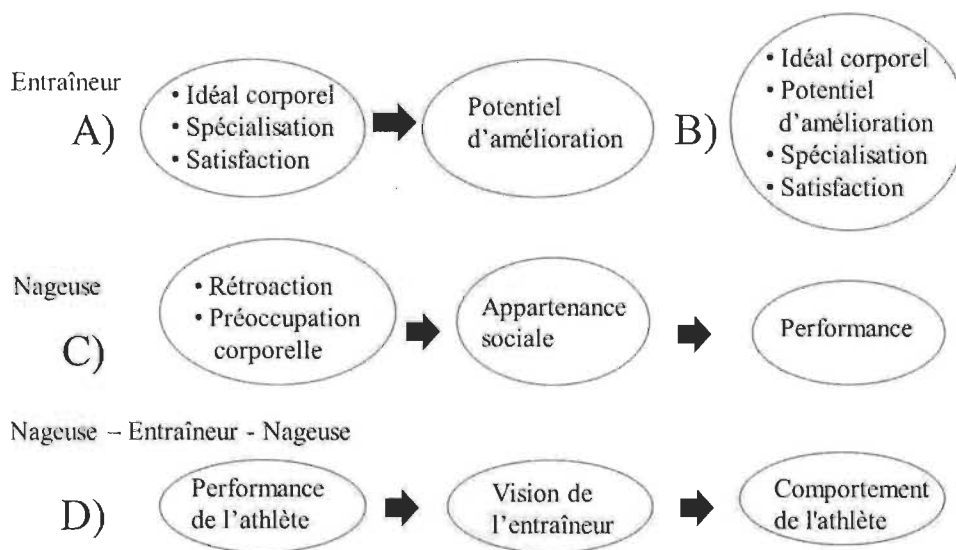 Entraîneur
A)
• Idéal corporel
• Spécialisation
• Satisfaction
Potentiel
d'amélioration
B)
• Idéal corporel
• Potentiel
d'amélioration
• Spécialisation
• Satisfaction
Nageuse
C)
• Rétroaction
• Préoccupation
corporelle
Appartenance
sociale
Performance
Nageuse – Entraîneur - Nageuse
D)
Performance
de l'athlète
Vision de
l'entraîneur
Comportement
de l'athlète